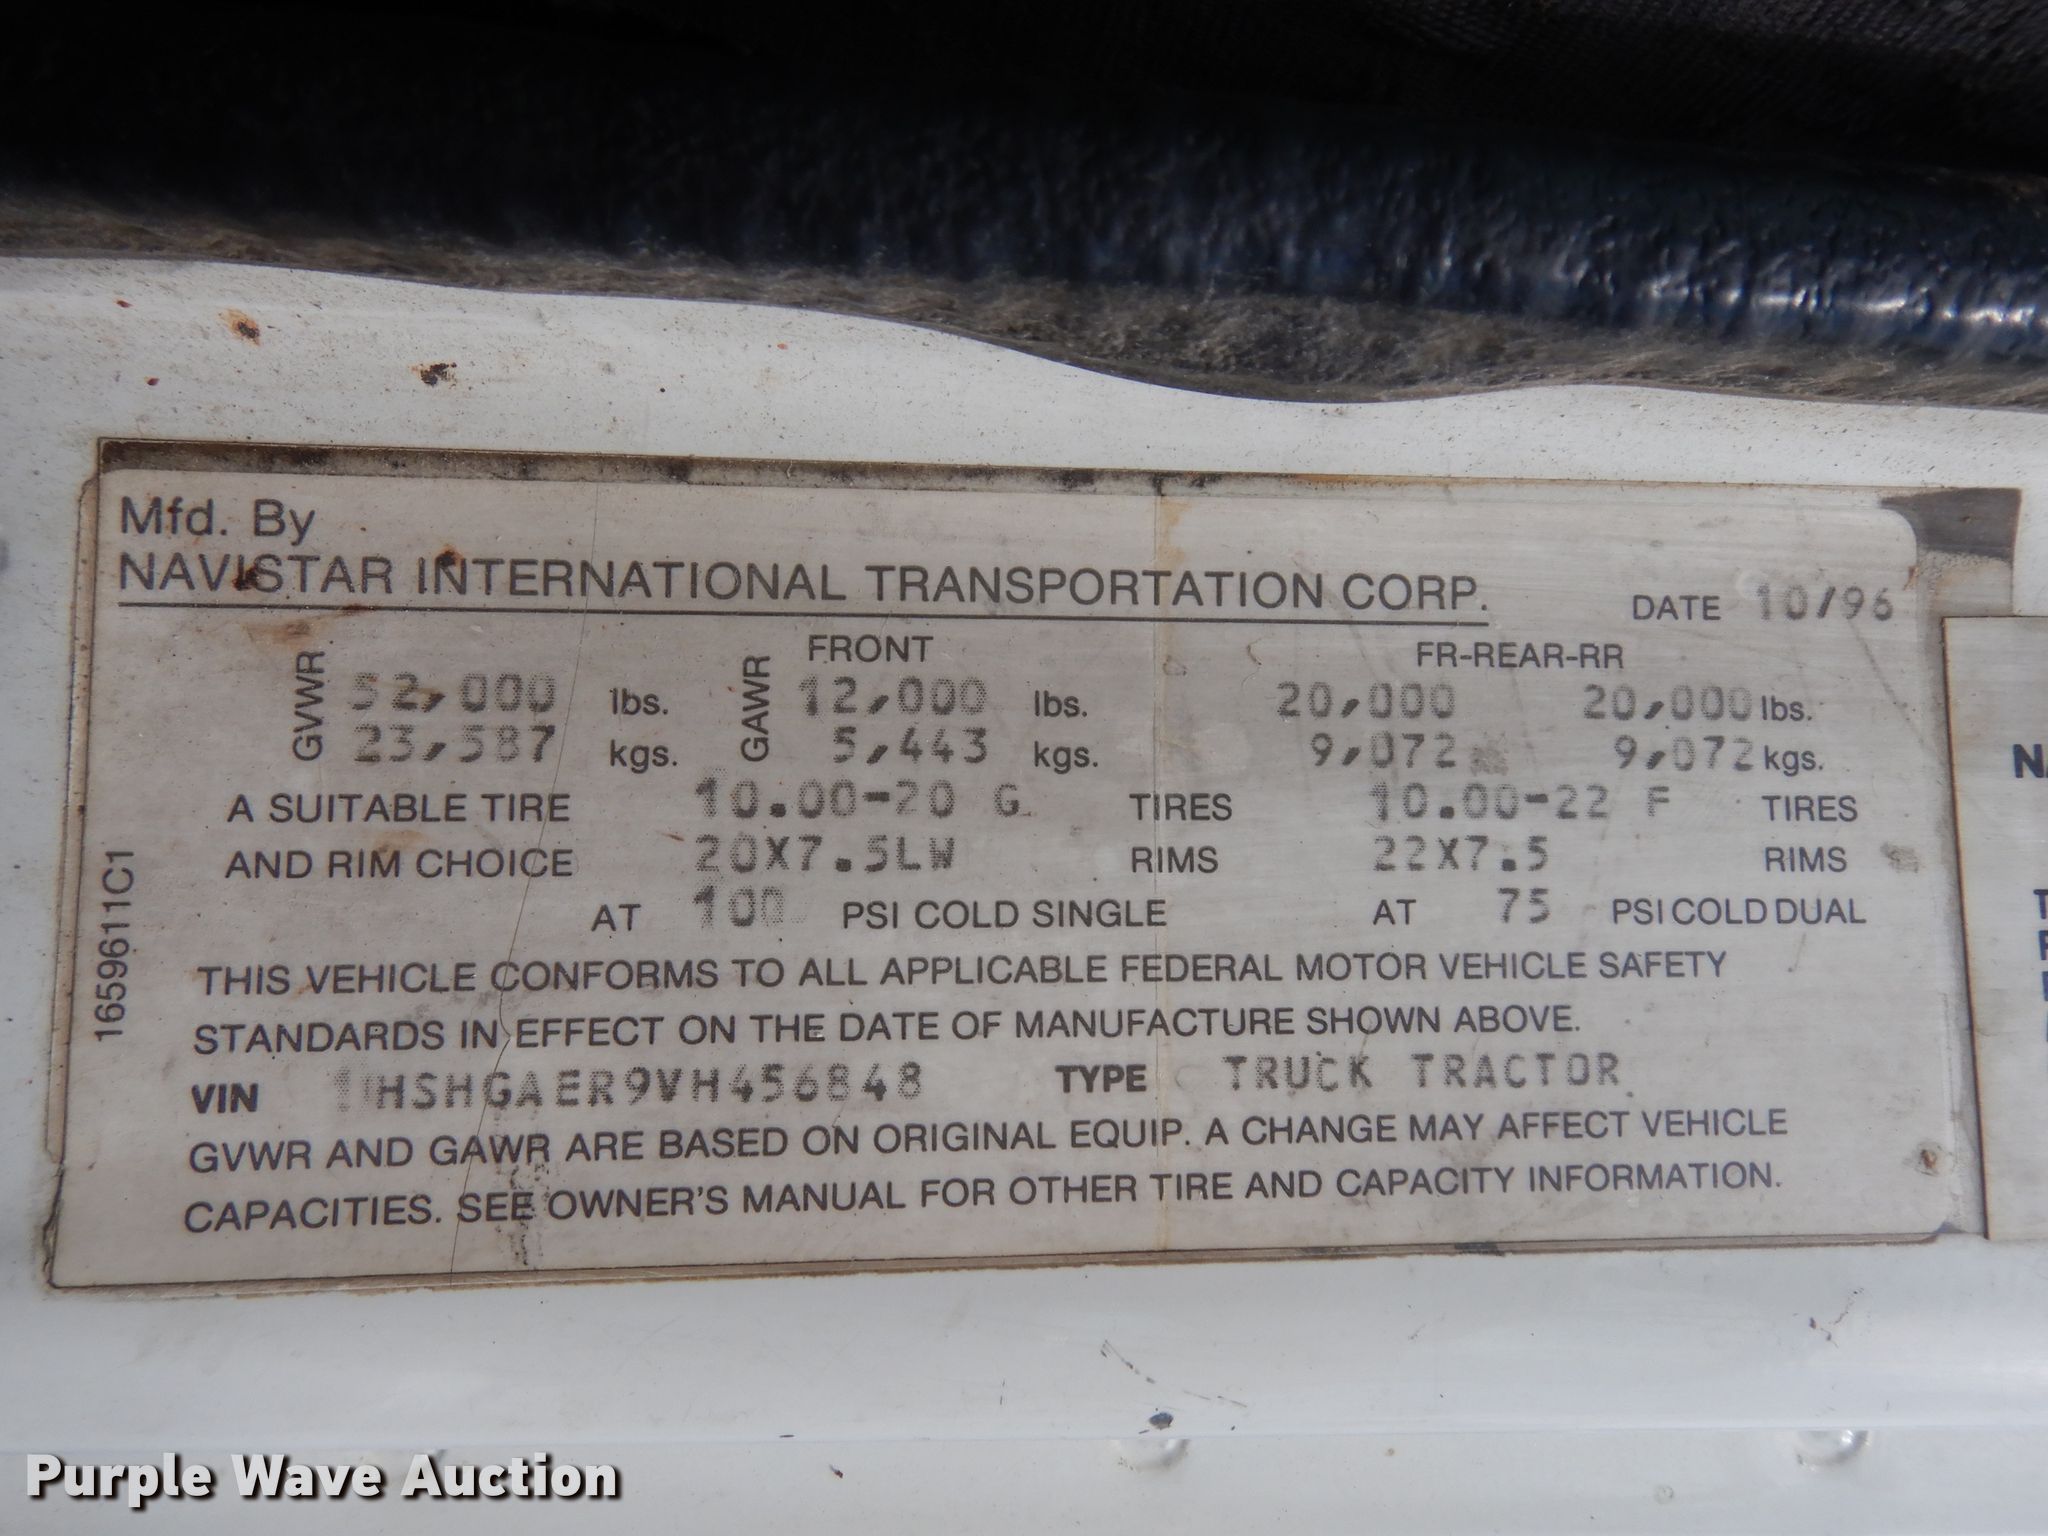 Mfd. By
NAVISTAR INTERNATIONAL TRANSPORTATION CORP. DATE 10/96
FRONT FR-REAR-RR
GVWR 52,000 lbs. GAWR 12,000 lbs. 20,000 20,000 lbs.
23,587 kgs. 5,443 kgs. 9,072 9,072 kgs.
A SUITABLE TIRE 10.00-20 G TIRES 10.00-22 F TIRES
AND RIM CHOICE 20X7.5LW RIMS 22X7.5 RIMS
AT 100 PSI COLD SINGLE AT 75 PSI COLD DUAL
THIS VEHICLE CONFORMS TO ALL APPLICABLE FEDERAL MOTOR VEHICLE SAFETY
STANDARDS IN EFFECT ON THE DATE OF MANUFACTURE SHOWN ABOVE.
VIN 1HSHGAER9VH456848 TYPE TRUCK TRACTOR
GVWR AND GAWR ARE BASED ON ORIGINAL EQUIP. A CHANGE MAY AFFECT VEHICLE
CAPACITIES. SEE OWNER'S MANUAL FOR OTHER TIRE AND CAPACITY INFORMATION.
1659611C1
Purple Wave Auction